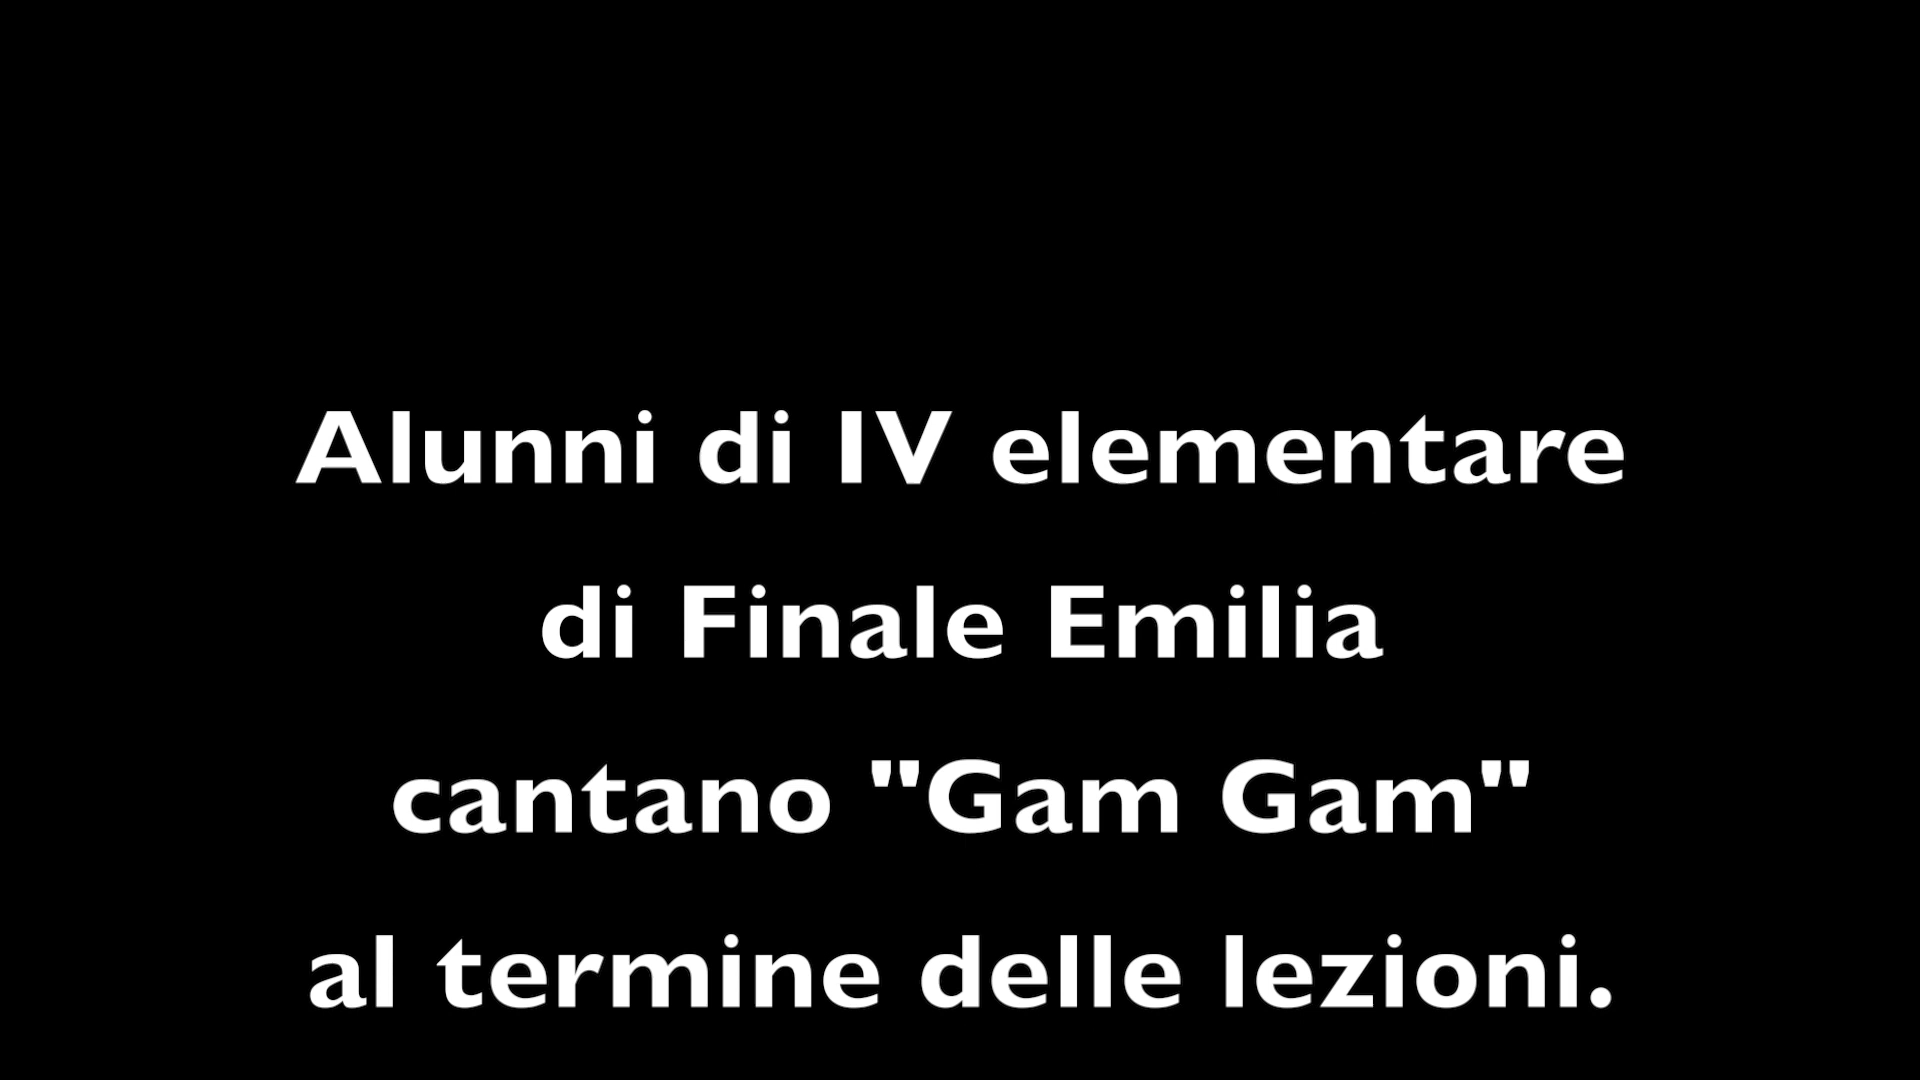 Alunni di IV elementare
di Finale Emilia
cantano "Gam Gam"
al termine delle lezioni.